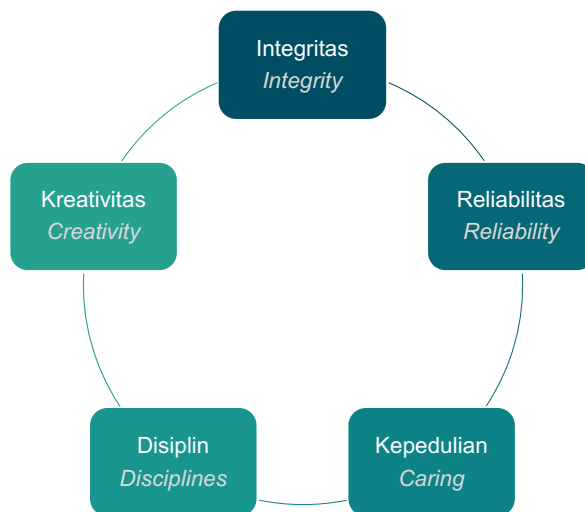 Integritas
Integrity
Reliabilitas
Reliability
Kepedulian
Caring
Disiplin
Disciplines
Kreativitas
Creativity